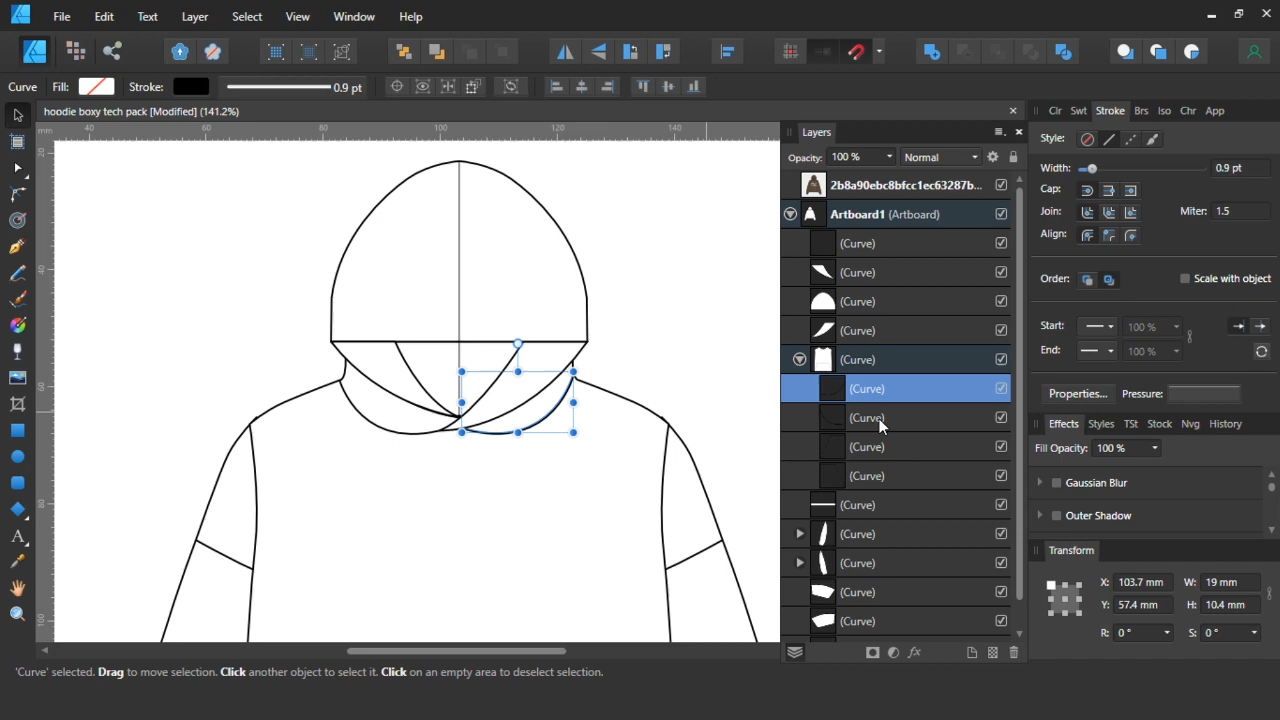 File Edit Text Layer Select View Window Help
Curve Fill: Stroke: 0.9 pt
hoodie boxy tech pack [Modified] (141.2%)
Clr Swt Stroke Brs Iso Chr App
mm 40 60 80 100 120 140
20
40
60
80
100
Layers
Opacity: 100 % Normal
2b8a90ebc8bfcc1ec63287b...
Artboard1 (Artboard)
(Curve)
(Curve)
(Curve)
(Curve)
(Curve)
(Curve)
(Curve)
(Curve)
(Curve)
(Curve)
(Curve)
(Curve)
(Curve)
(Curve)
Style:
Width: 0.9 pt
Cap:
Join: Miter: 1.5
Align:
Order: Scale with object
Start: 100 %
End: 100 %
Properties... Pressure:
Effects Styles TSt Stock Nvg History
Fill Opacity: 100 %
Gaussian Blur
Outer Shadow
Transform
X: 103.7 mm W: 19 mm
Y: 57.4 mm H: 10.4 mm
R: 0° S: 0°
'Curve' selected. Drag to move selection. Click another object to select it. Click on an empty area to deselect selection.